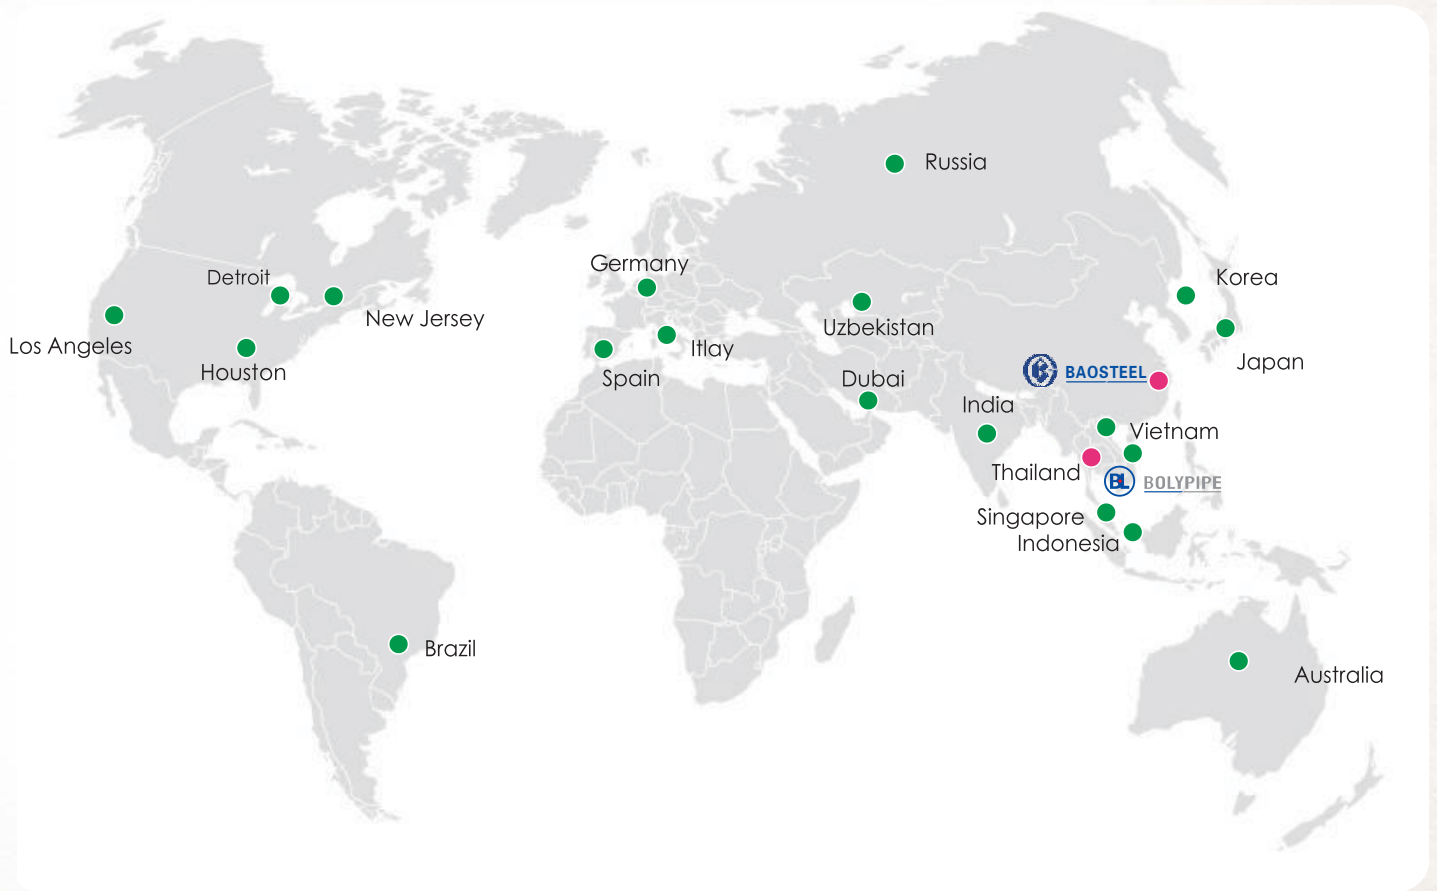 Russia
Germany
Detroit
Korea
New Jersey
Uzbekistan
Los Angeles
Itlay
Japan
Houston
Spain
Dubai
BAOSTEEL
India
Vietnam
Thailand
BL BOLYPIPE
Singapore
Indonesia
Brazil
Australia